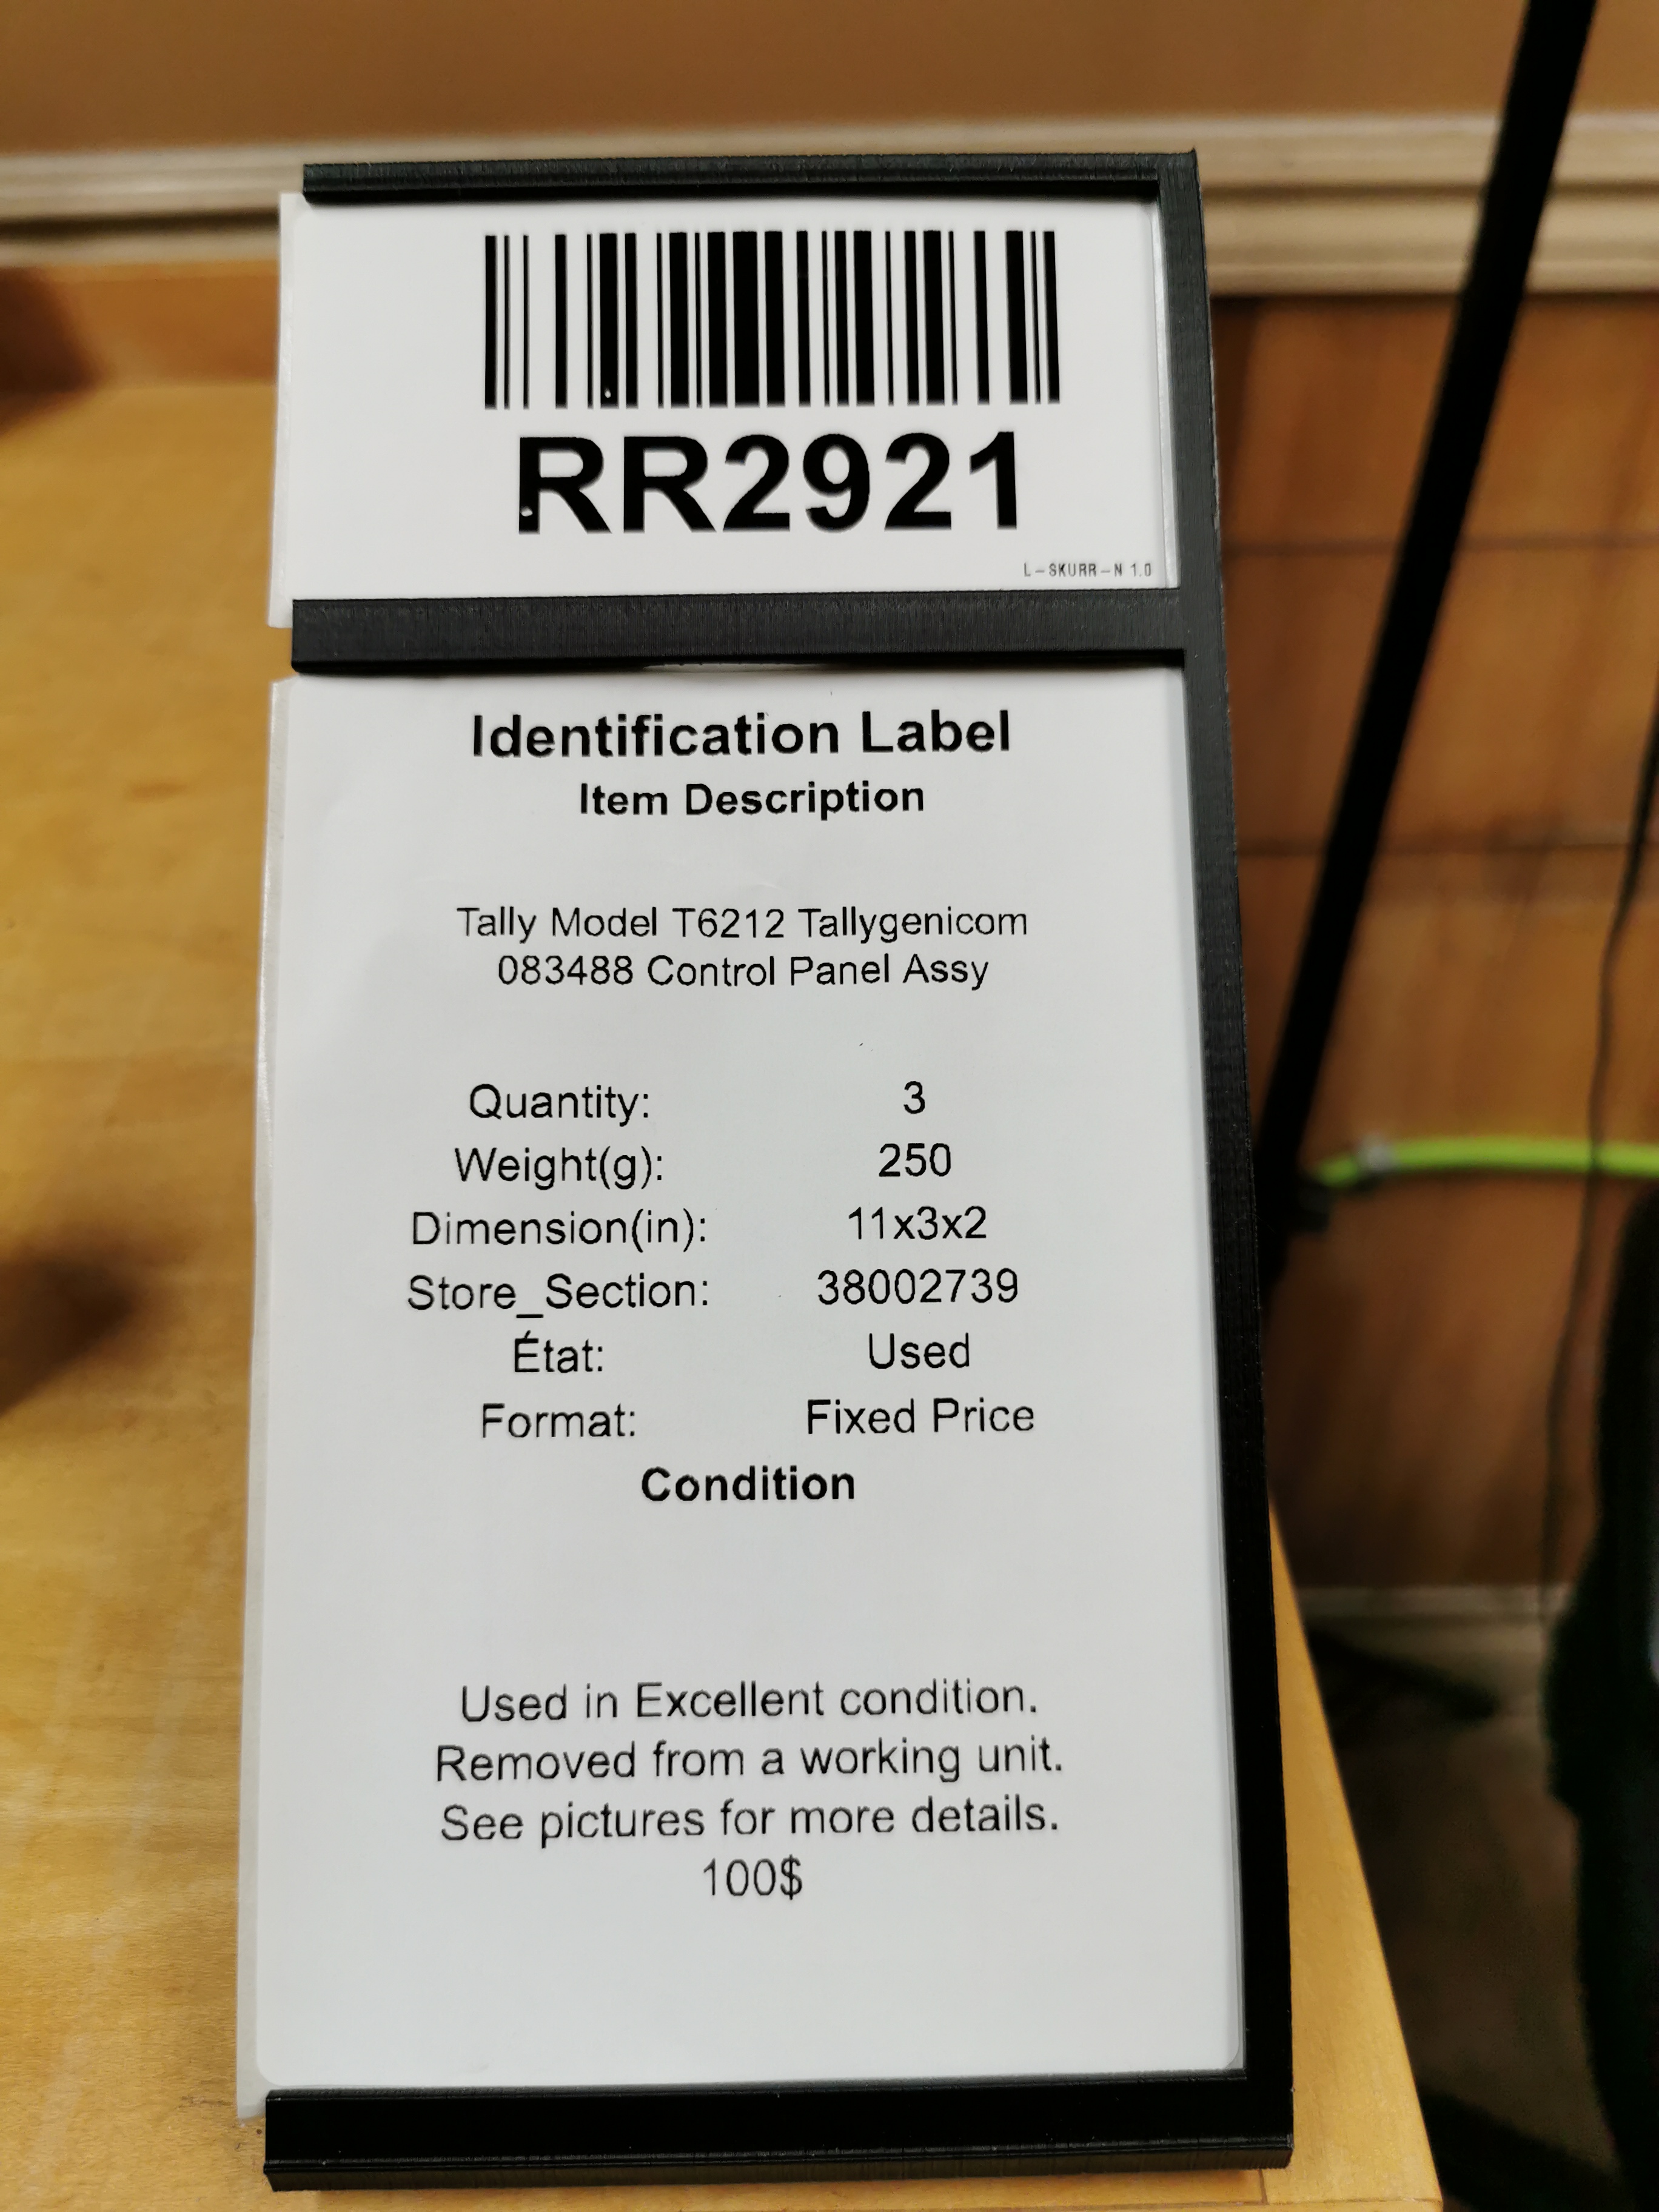 RR2921
L-SKURR-N 1.0
Identification Label
Item Description
Tally Model T6212 Tallygenicom
083488 Control Panel Assy
Quantity: 3
Weight(g): 250
Dimension(in): 11x3x2
Store_Section: 38002739
État: Used
Format: Fixed Price
Condition
Used in Excellent condition.
Removed from a working unit.
See pictures for more details.
100$